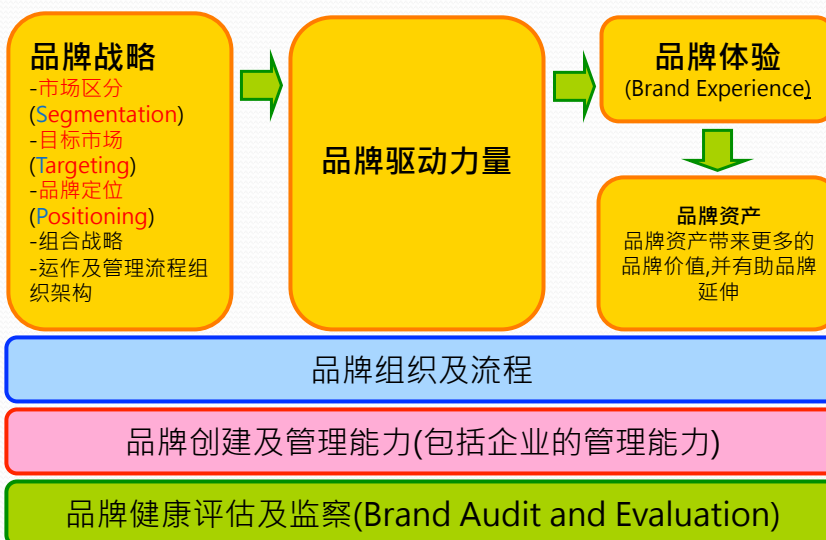 品牌战略
-市场区分
(Segmentation)
-目标市场
(Targeting)
-品牌定位
(Positioning)
-组合战略
-运作及管理流程组
织架构
品牌驱动力量
品牌体验
(Brand Experience)
品牌资产
品牌资产带来更多的
品牌价值,并有助品牌
延伸
品牌组织及流程
品牌创建及管理能力(包括企业的管理能力)
品牌健康评估及监察(Brand Audit and Evaluation)